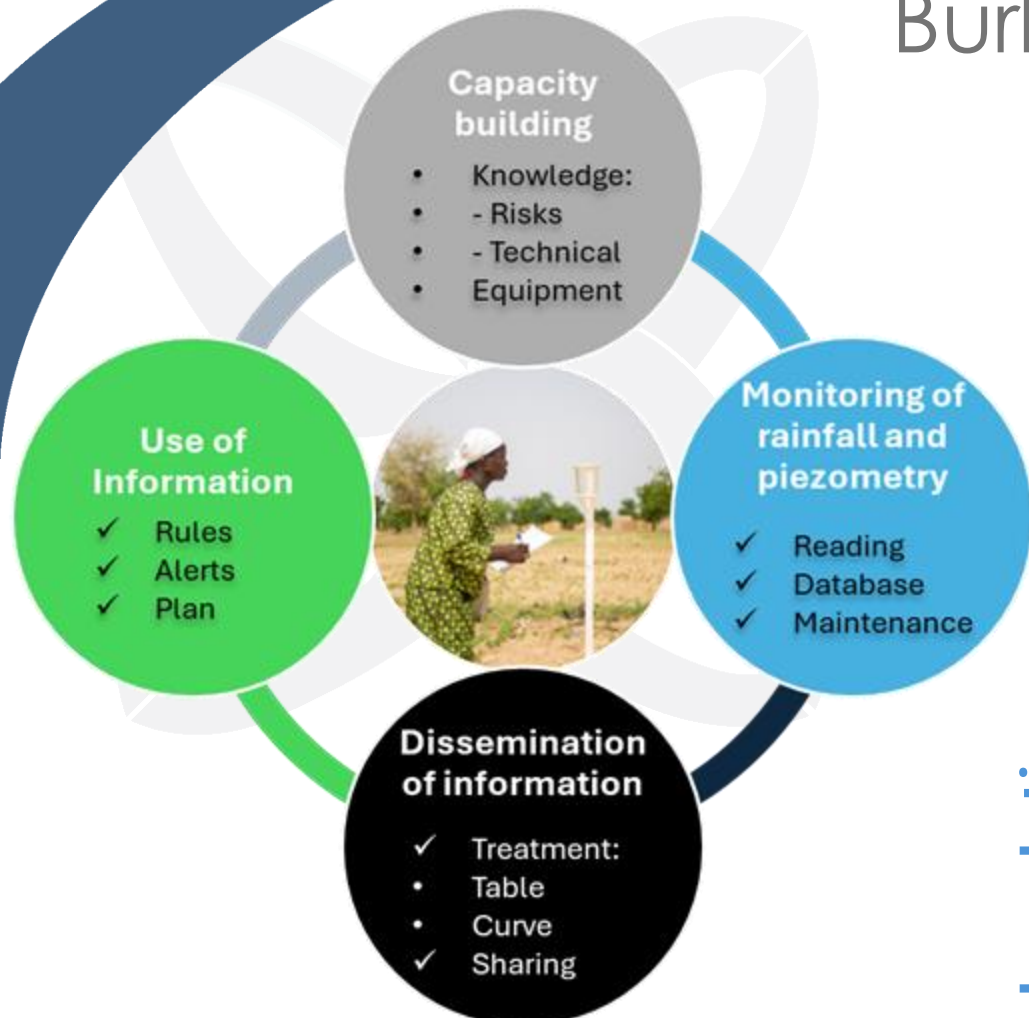 Capacity
building
• Knowledge:
• - Risks
• - Technical
• Equipment
Monitoring of
rainfall and
piezometry
✓ Reading
✓ Database
✓ Maintenance
Dissemination
of information
✓ Treatment:
• Table
• Curve
✓ Sharing
Use of
Information
✓ Rules
✓ Alerts
✓ Plan